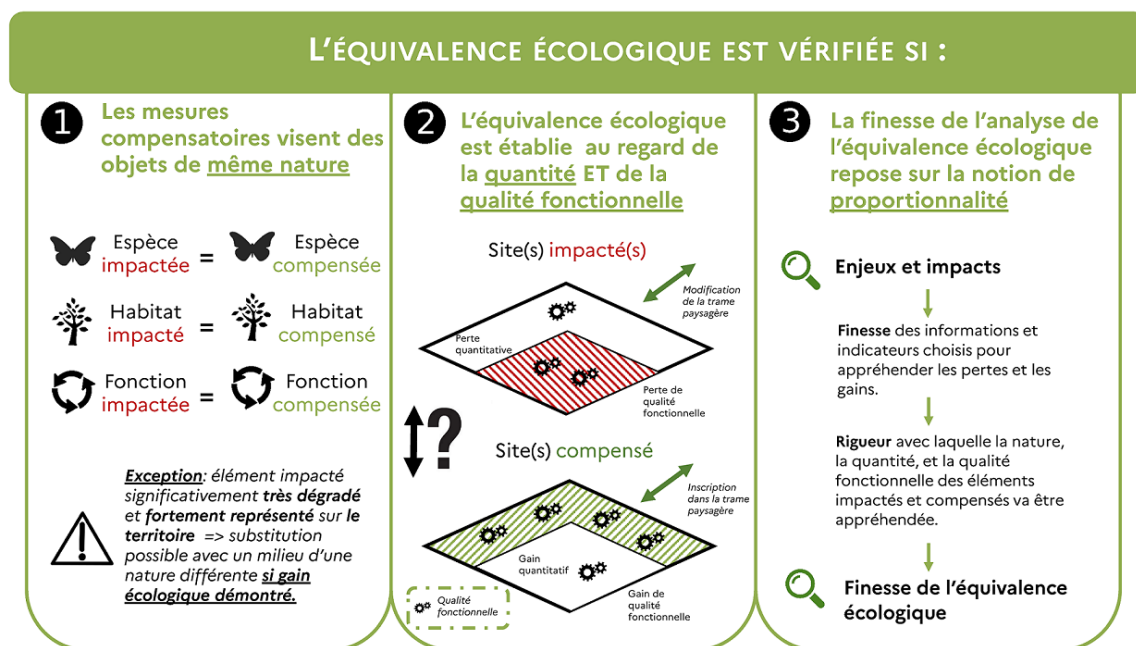 L'ÉQUIVALENCE ÉCOLOGIQUE EST VÉRIFIÉE SI :
1
Les mesures
compensatoires visent des
objets de même nature
Espèce
impactée
=
Espèce
compensée
Habitat
impacté
=
Habitat
compensé
Fonction
impactée
=
Fonction
compensée
Exception: élément impacté
significativement très dégradé
et fortement représenté sur le
territoire => substitution
possible avec un milieu d'une
nature différente si gain
écologique démontré.
2
L'équivalence écologique
est établie au regard de
la quantité ET de la
qualité fonctionnelle
Site(s) impacté(s)
Modification
de la trame
paysagère
Perte
quantitative
Perte de
qualité
fonctionnelle
?
Site(s) compensé
Inscription
dans la trame
paysagère
Gain
quantitatif
Gain de
qualité
fonctionnelle
Qualité
fonctionnelle
3
La finesse de l'analyse de
l'équivalence écologique
repose sur la notion de
proportionnalité
Enjeux et impacts
Finesse des informations et
indicateurs choisis pour
appréhender les pertes et les
gains.
Rigueur avec laquelle la nature,
la quantité, et la qualité
fonctionnelle des éléments
impactés et compensés va être
appréhendée.
Finesse de l'équivalence
écologique